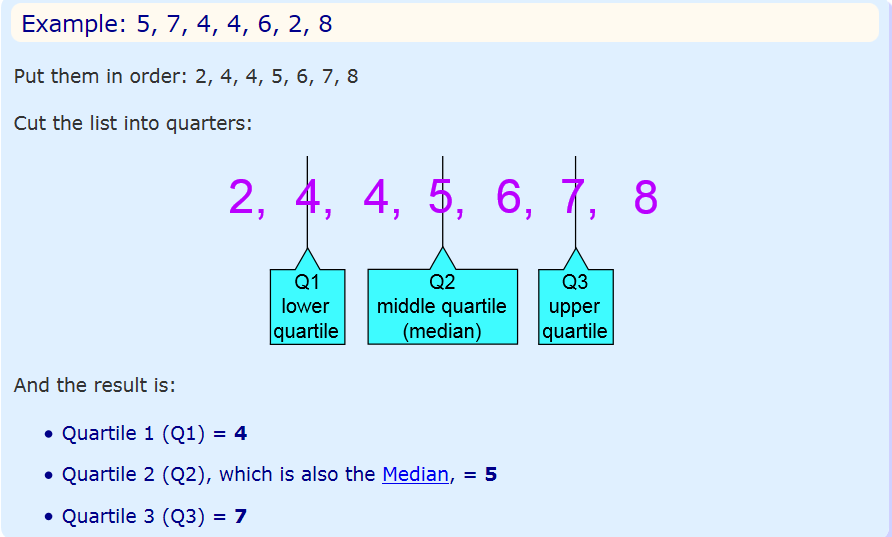 Example: 5, 7, 4, 4, 6, 2, 8
Put them in order: 2, 4, 4, 5, 6, 7, 8
Cut the list into quarters:
2, 4, 4, 5, 6, 7, 8
Q1
lower
quartile
Q2
middle quartile
(median)
Q3
upper
quartile
And the result is:
• Quartile 1 (Q1) = 4
• Quartile 2 (Q2), which is also the Median, = 5
• Quartile 3 (Q3) = 7